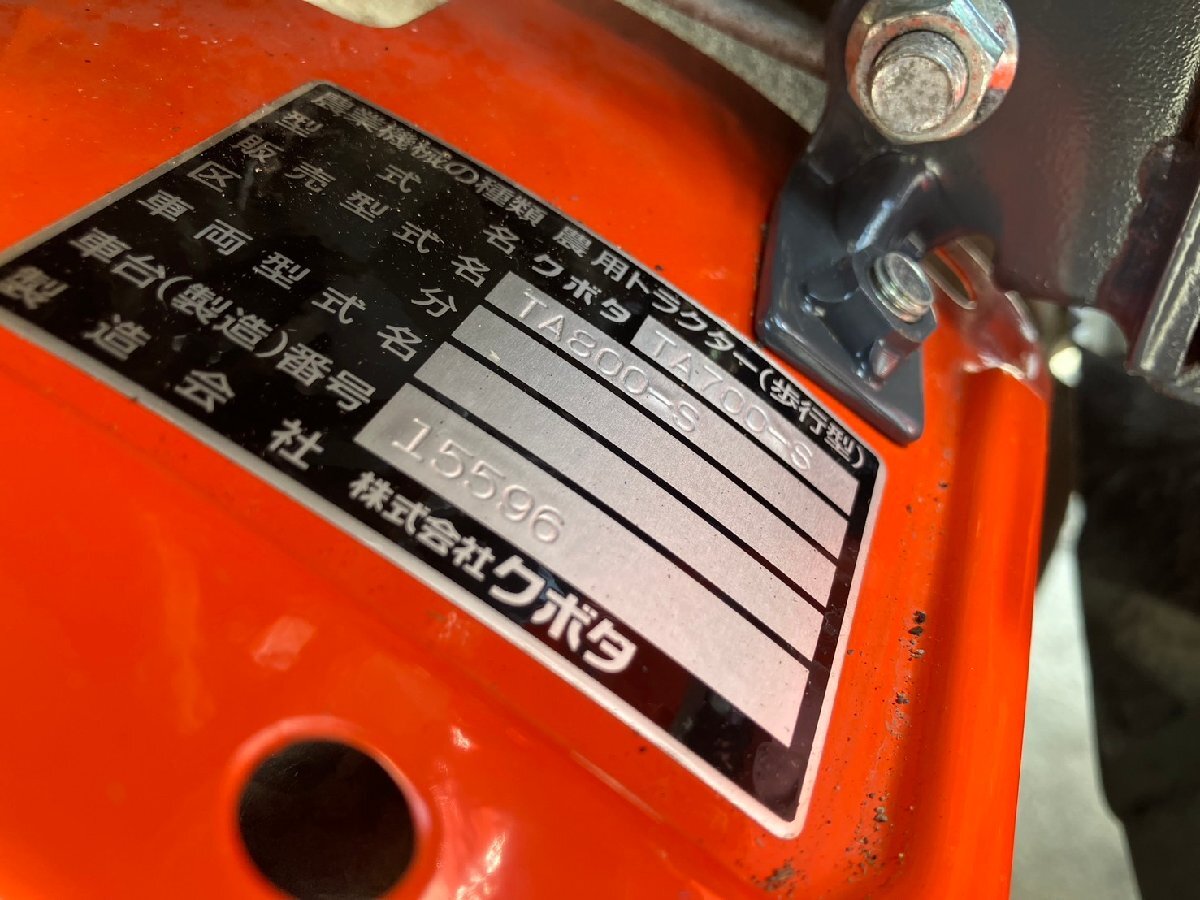 農業機械の種類 農用トラクター(歩行型)
型式名 クボタ TA700-S
販売型式名 TA800-S
区分
車両型式名
車台(製造)番号 15596
製造会社 株式会社クボタ